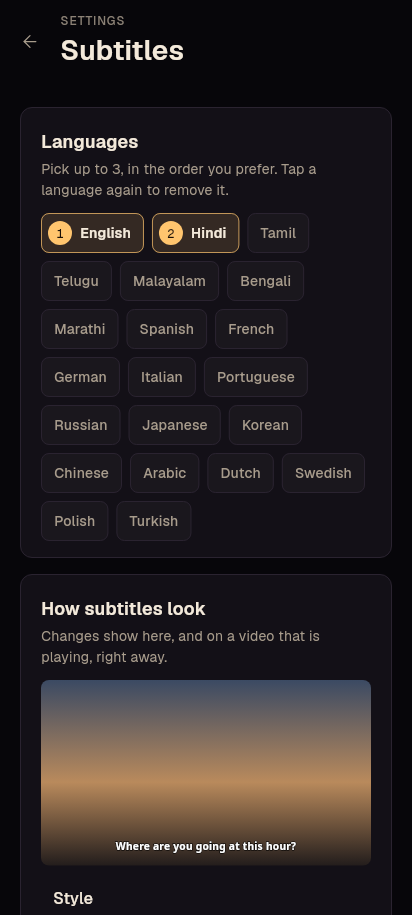 SETTINGS
Subtitles
Languages
Pick up to 3, in the order you prefer. Tap a
language again to remove it.
1 English 2 Hindi Tamil
Telugu Malayalam Bengali
Marathi Spanish French
German Italian Portuguese
Russian Japanese Korean
Chinese Arabic Dutch Swedish
Polish Turkish
How subtitles look
Changes show here, and on a video that is
playing, right away.
Where are you going at this hour?
Style